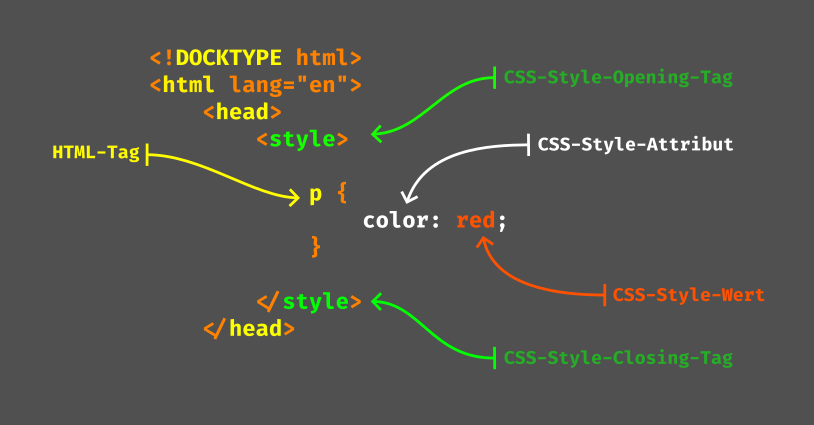 <!DOCKTYPE html>
<html lang="en">
CSS-Style-Opening-Tag
<head>
<style>
CSS-Style-Attribut
HTML-Tag
p {
color: red;
}
CSS-Style-Wert
</style>
</head>
CSS-Style-Closing-Tag